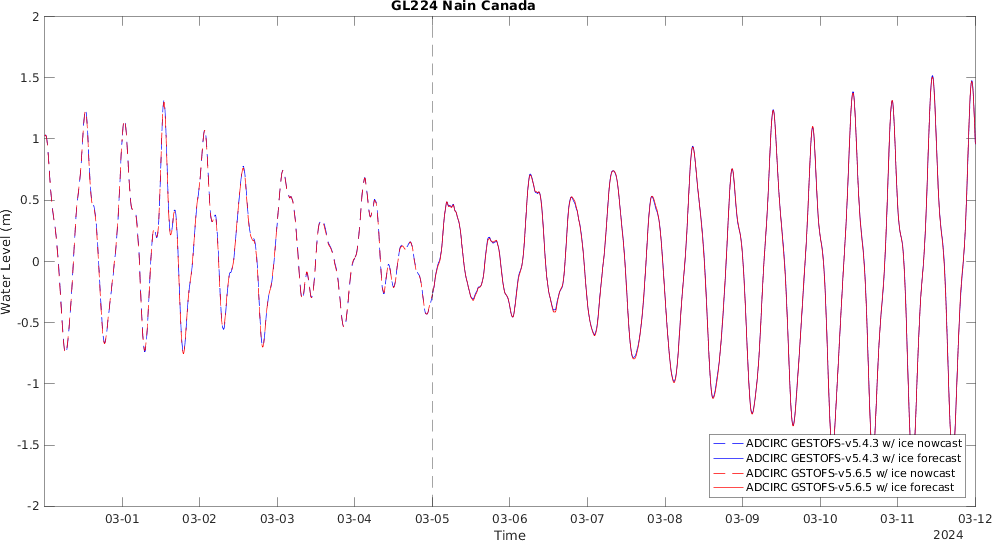 GL224 Nain Canada
2
1.5
1
0.5
0
-0.5
-1
-1.5
-2
Water Level (m)
ADCIRC GESTOFS-v5.4.3 w/ ice nowcast
ADCIRC GESTOFS-v5.4.3 w/ ice forecast
ADCIRC GSTOFS-v5.6.5 w/ ice nowcast
ADCIRC GSTOFS-v5.6.5 w/ ice forecast
03-01 03-02 03-03 03-04 03-05 03-06 03-07 03-08 03-09 03-10 03-11 03-12
Time
2024